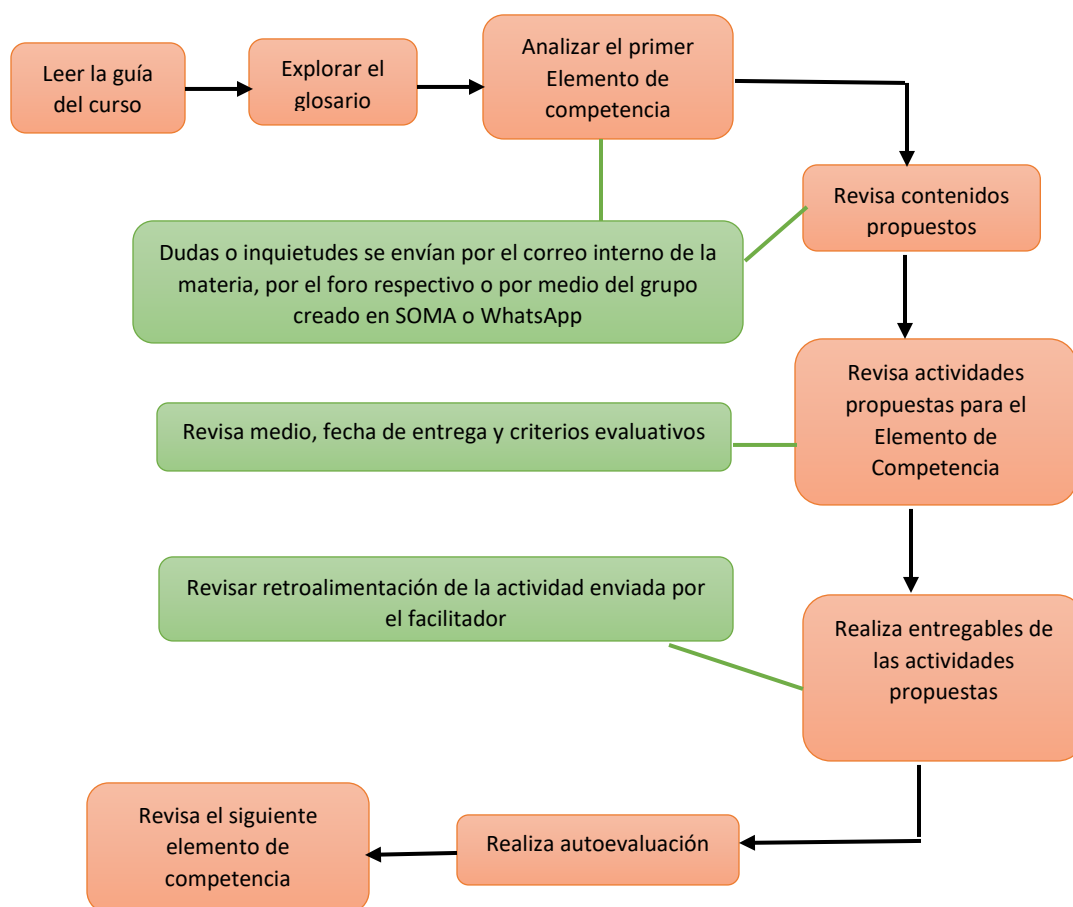 Leer la guía
del curso
Explorar el
glosario
Analizar el primer
Elemento de
competencia
Revisa contenidos
propuestos
Dudas o inquietudes se envían por el correo interno de la
materia, por el foro respectivo o por medio del grupo
creado en SOMA o WhatsApp
Revisa actividades
propuestas para el
Elemento de
Competencia
Revisa medio, fecha de entrega y criterios evaluativos
Realiza entregables de
las actividades
propuestas
Revisar retroalimentación de la actividad enviada por
el facilitador
Realiza autoevaluación
Revisa el siguiente
elemento de
competencia